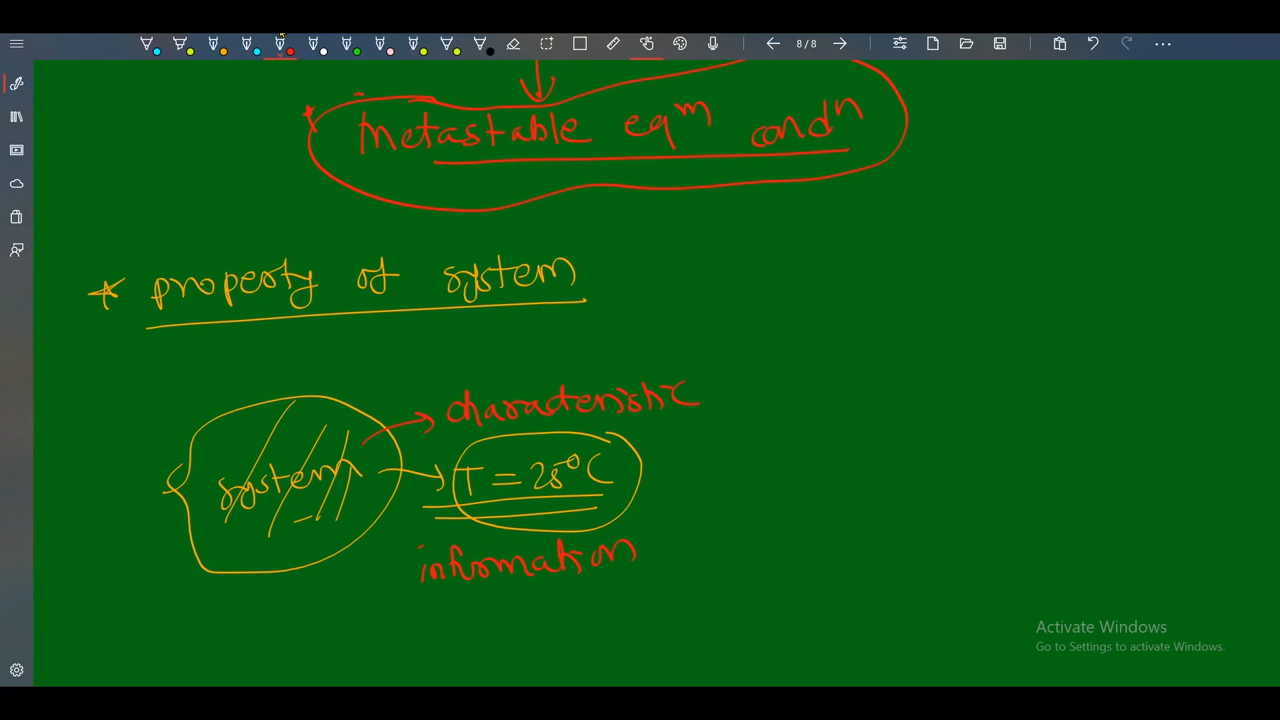 8/8
Metastable eqm condn
* property of system
characteristic
system
T = 25°C
information
Activate Windows
Go to Settings to activate Windows.